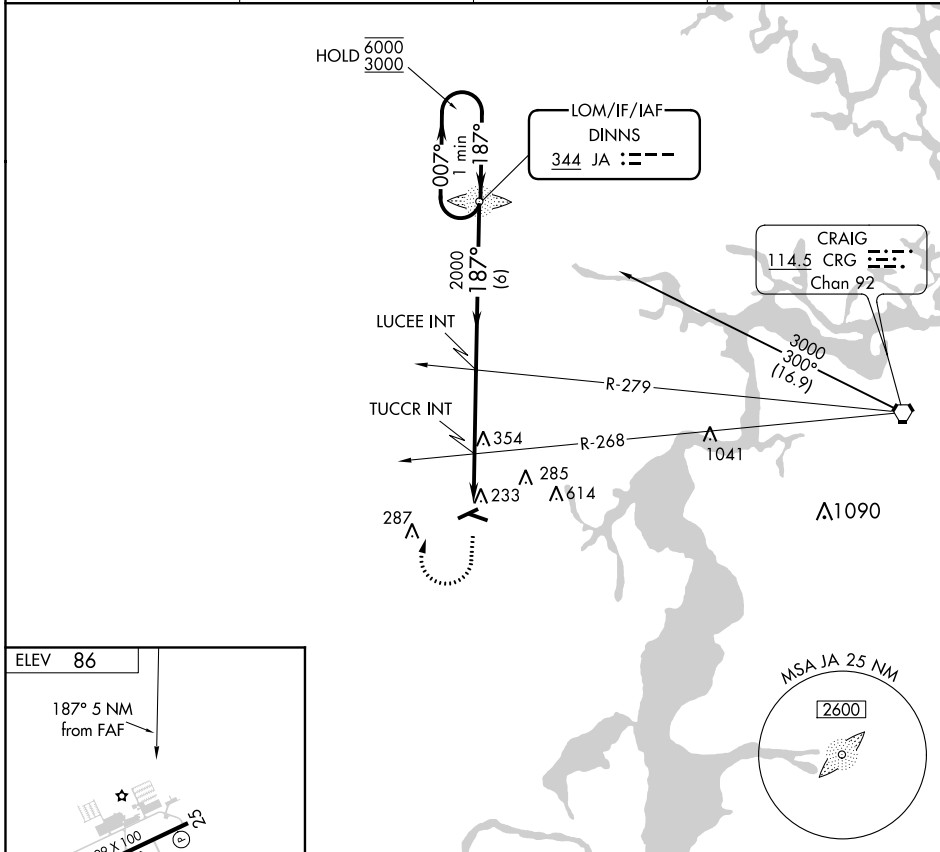 HOLD 6000
3000
007°
1 min
187°
LOM/IF/IAF
DINNS
344 JA
2000
187°
(6)
CRAIG
114.5 CRG
Chan 92
LUCEE INT
3000
300°
(16.9)
R-279
TUCCR INT
354
R-268
1041
285
233
614
287
1090
ELEV 86
187° 5 NM
from FAF
MSA JA 25 NM
2600
25
X 100
P